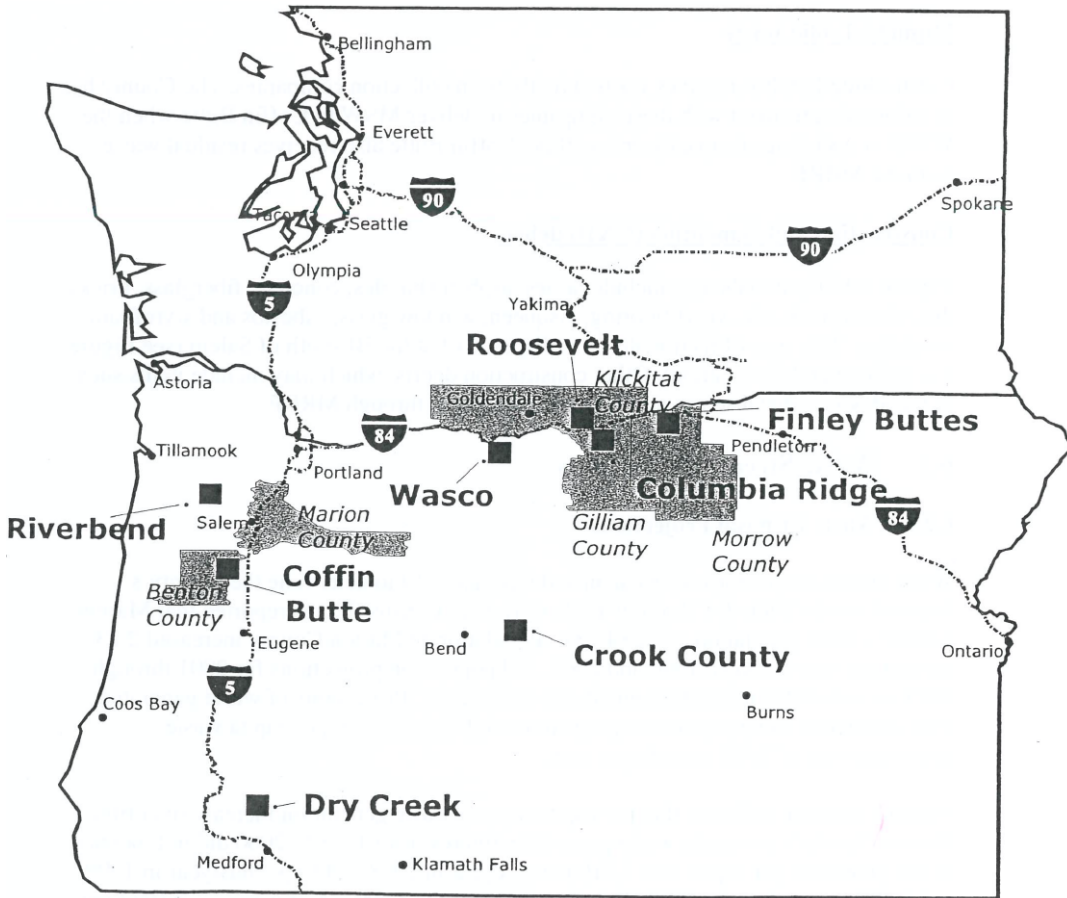 Bellingham
Everett
90
Spokane
Tacoma
Seattle
90
Olympia
5
Yakima
Roosevelt
Klickitat
County
Astoria
Goldendale
Finley Buttes
84
Pendleton
Tillamook
Portland
Wasco
Columbia Ridge
Riverbend
Salem
Marion
County
Gilliam
County
84
Morrow
County
Coffin
Butte
Benton
County
Eugene
Bend
Crook County
Ontario
5
Coos Bay
Burns
Dry Creek
Medford
Klamath Falls